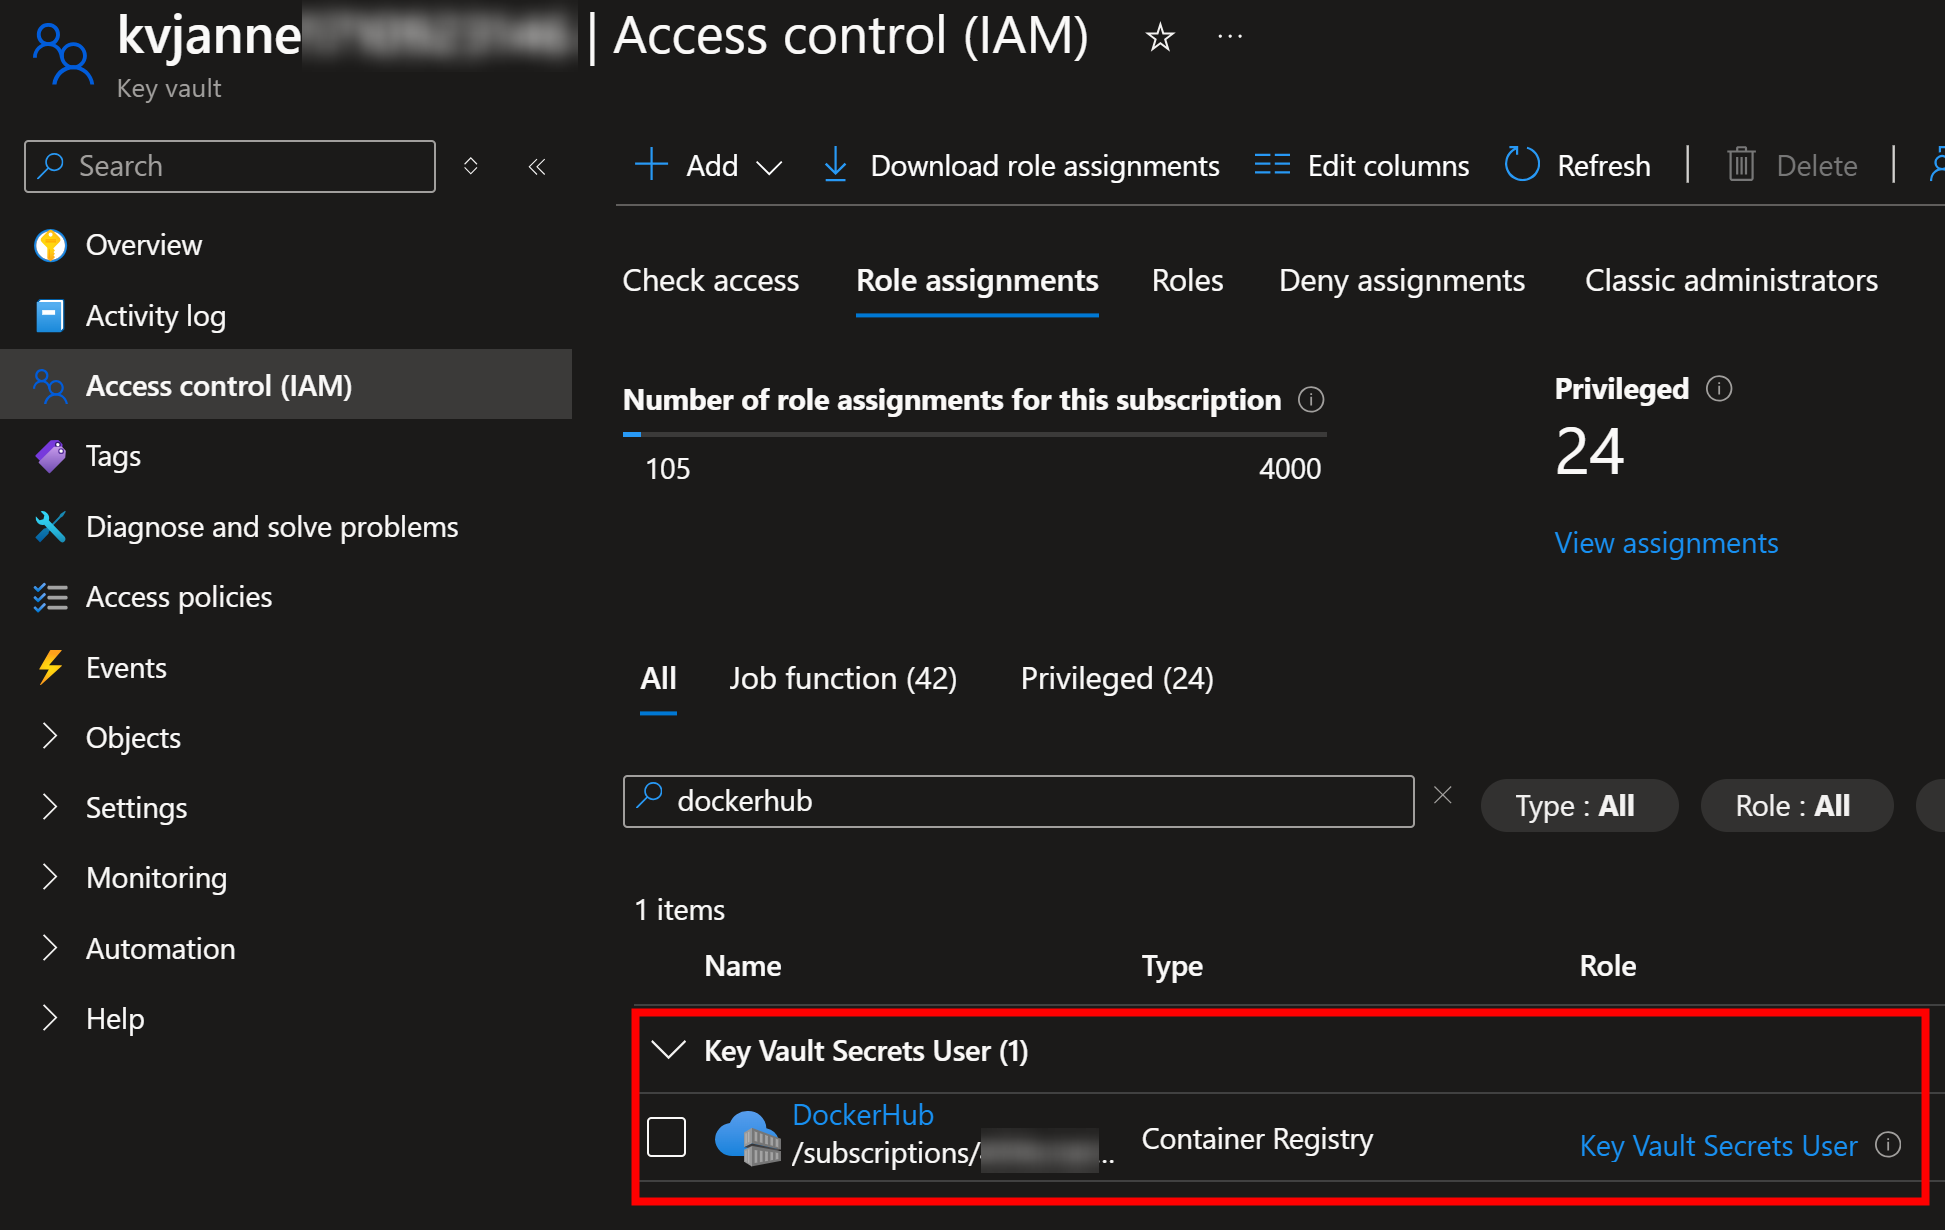 kvjanne | Access control (IAM) ☆ ...
Key vault
Search
Overview
Activity log
Access control (IAM)
Tags
Diagnose and solve problems
Access policies
Events
Objects
Settings
Monitoring
Automation
Help
Add Download role assignments Edit columns Refresh | Delete |
Check access Role assignments Roles Deny assignments Classic administrators
Number of role assignments for this subscription
105 4000
Privileged
24
View assignments
All Job function (42) Privileged (24)
dockerhub
Type : All Role : All
1 items
Name Type Role
Key Vault Secrets User (1)
DockerHub
/subscriptions/ ..
Container Registry
Key Vault Secrets User